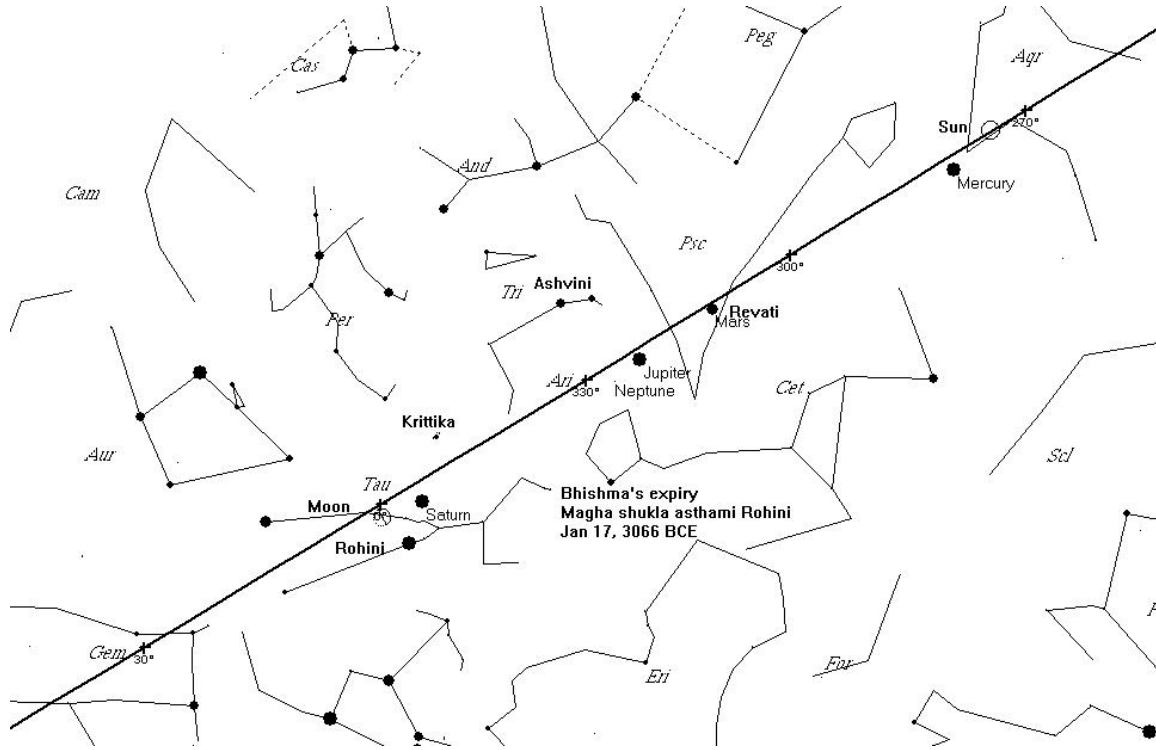 Peg
Cas
Aqr
Sun
270°
And
Mercury
Cam
Psc
300°
Ashvini
Tri
Per
Revati
Mars
Jupiter
Ari
330°
Neptune
Cet
Krittika
Aur
Scl
Tau
Bhishma's expiry
Moon
Magha shukla asthami Rohini
0°
Saturn
Jan 17, 3066 BCE
Rohini
Gem
30°
Eri
For